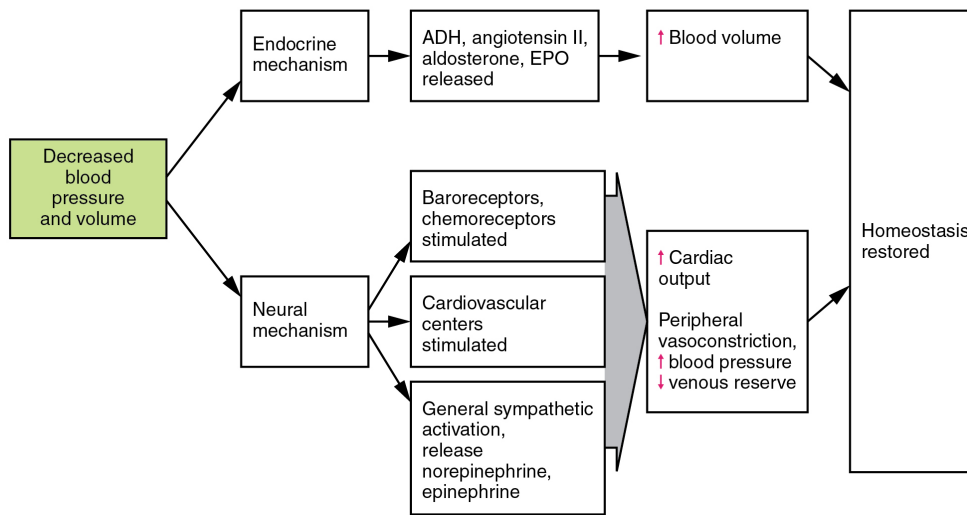 Decreased
blood
pressure
and volume
Endocrine
mechanism
ADH, angiotensin II,
aldosterone, EPO
released
↑ Blood volume
Neural
mechanism
Baroreceptors,
chemoreceptors
stimulated
Cardiovascular
centers
stimulated
General sympathetic
activation,
release
norepinephrine,
epinephrine
↑ Cardiac
output
Peripheral
vasoconstriction,
↑ blood pressure
↓ venous reserve
Homeostasis
restored